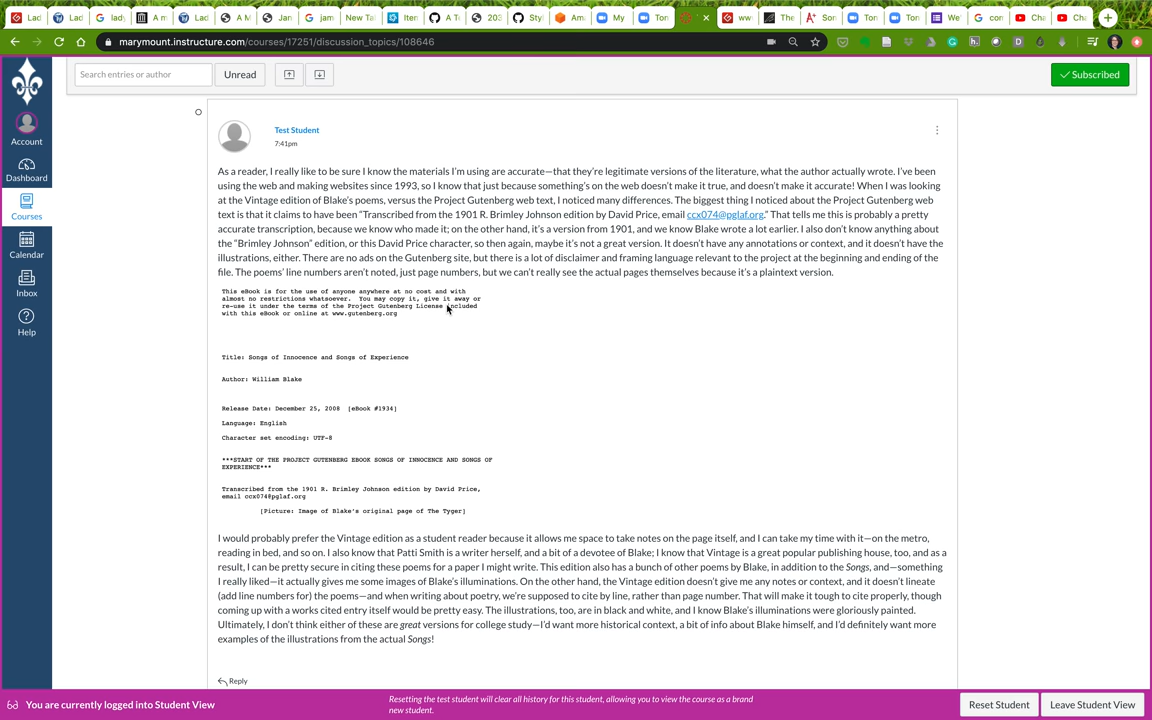 Lad
Lad
lad
A m
Lad
A M
Jan
jam
New Ta
Iten
A T
203
Sty
Ama
My
Ton
ww
The
Son
Ton
Ton
We
con
Cha
Cha
marymount.instructure.com/courses/17251/discussion_topics/108646
Account
Dashboard
Courses
Calendar
Inbox
Help
Search entries or author
Unread
Subscribed
Test Student
7:41pm
As a reader, I really like to be sure I know the materials I'm using are accurate—that they're legitimate versions of the literature, what the author actually wrote. I've been
using the web and making websites since 1993, so I know that just because something's on the web doesn't make it true, and doesn't make it accurate! When I was looking
at the Vintage edition of Blake's poems, versus the Project Gutenberg web text, I noticed many differences. The biggest thing I noticed about the Project Gutenberg web
text is that it claims to have been "Transcribed from the 1901 R. Brimley Johnson edition by David Price, email ccx074@pglaf.org." That tells me this is probably a pretty
accurate transcription, because we know who made it; on the other hand, it's a version from 1901, and we know Blake wrote a lot earlier. I also don't know anything about
the "Brimley Johnson" edition, or this David Price character, so then again, maybe it's not a great version. It doesn't have any annotations or context, and it doesn't have the
illustrations, either. There are no ads on the Gutenberg site, but there is a lot of disclaimer and framing language relevant to the project at the beginning and ending of the
file. The poems' line numbers aren't noted, just page numbers, but we can't really see the actual pages themselves because it's a plaintext version.
This eBook is for the use of anyone anywhere at no cost and with
almost no restrictions whatsoever. You may copy it, give it away or
re-use it under the terms of the Project Gutenberg License included
with this eBook or online at www.gutenberg.org
Title: Songs of Innocence and Songs of Experience
Author: William Blake
Release Date: December 25, 2008 [eBook #1934]
Language: English
Character set encoding: UTF-8
***START OF THE PROJECT GUTENBERG EBOOK SONGS OF INNOCENCE AND SONGS OF
EXPERIENCE***
Transcribed from the 1901 R. Brimley Johnson edition by David Price,
email ccx074@pglaf.org
[Picture: Image of Blake's original page of The Tyger]
I would probably prefer the Vintage edition as a student reader because it allows me space to take notes on the page itself, and I can take my time with it—on the metro,
reading in bed, and so on. I also know that Patti Smith is a writer herself, and a bit of a devotee of Blake; I know that Vintage is a great popular publishing house, too, and as a
result, I can be pretty secure in citing these poems for a paper I might write. This edition also has a bunch of other poems by Blake, in addition to the Songs, and—something
I really liked—it actually gives me some images of Blake's illuminations. On the other hand, the Vintage edition doesn't give me any notes or context, and it doesn't lineate
(add line numbers for) the poems—and when writing about poetry, we're supposed to cite by line, rather than page number. That will make it tough to cite properly, though
coming up with a works cited entry itself would be pretty easy. The illustrations, too, are in black and white, and I know Blake's illuminations were gloriously painted.
Ultimately, I don't think either of these are great versions for college study—I'd want more historical context, a bit of info about Blake himself, and I'd definitely want more
examples of the illustrations from the actual Songs!
Reply
You are currently logged into Student View
Resetting the test student will clear all history for this student, allowing you to view the course as a brand
new student.
Reset Student
Leave Student View